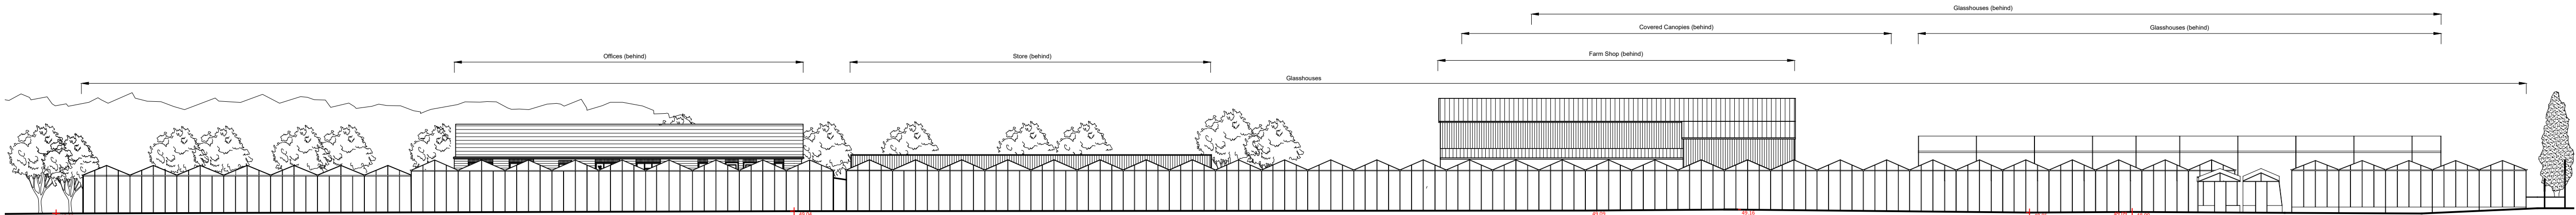 Glasshouses (behind)
Covered Canopies (behind)
Glasshouses (behind)
Farm Shop (behind)
Offices (behind)
Store (behind)
Glasshouses
49.16